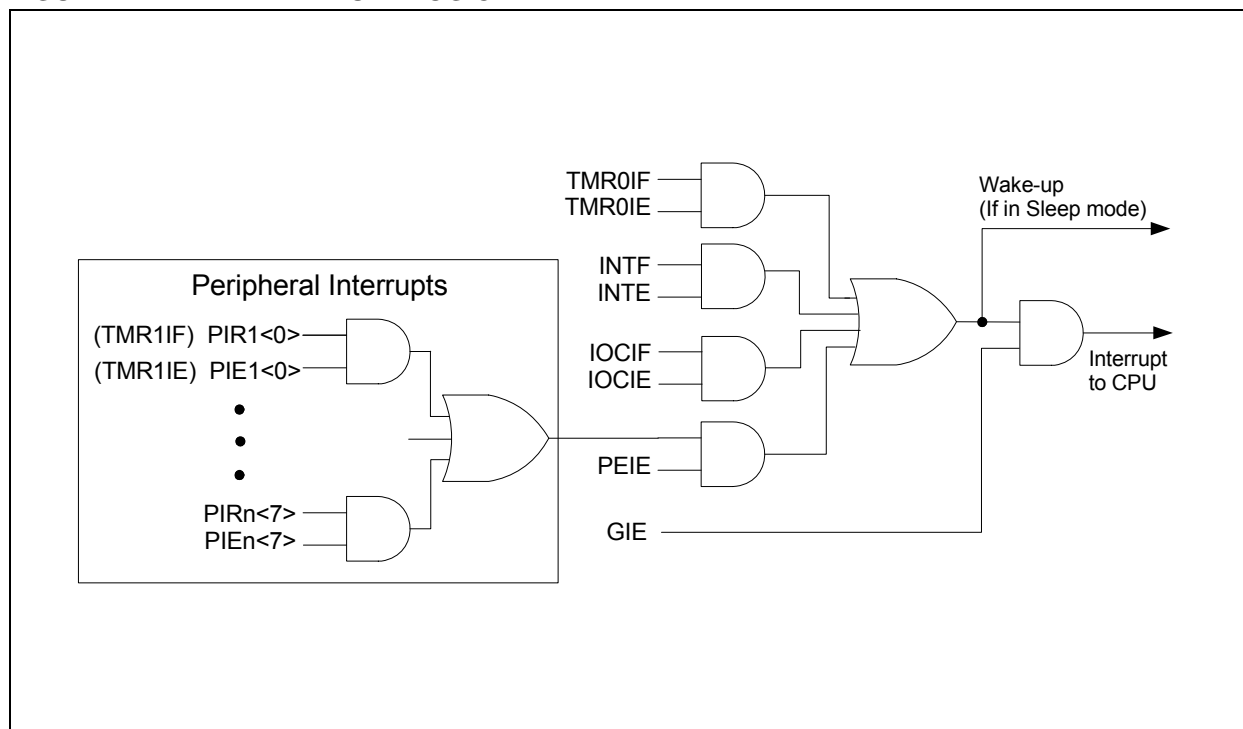 TMR0IF
TMR0IE
Wake-up
(If in Sleep mode)
INTF
INTE
Peripheral Interrupts
(TMR1IF) PIR1<0>
(TMR1IE) PIE1<0>
IOCIF
IOCIE
Interrupt
to CPU
PEIE
PIRn<7>
PIEn<7>
GIE